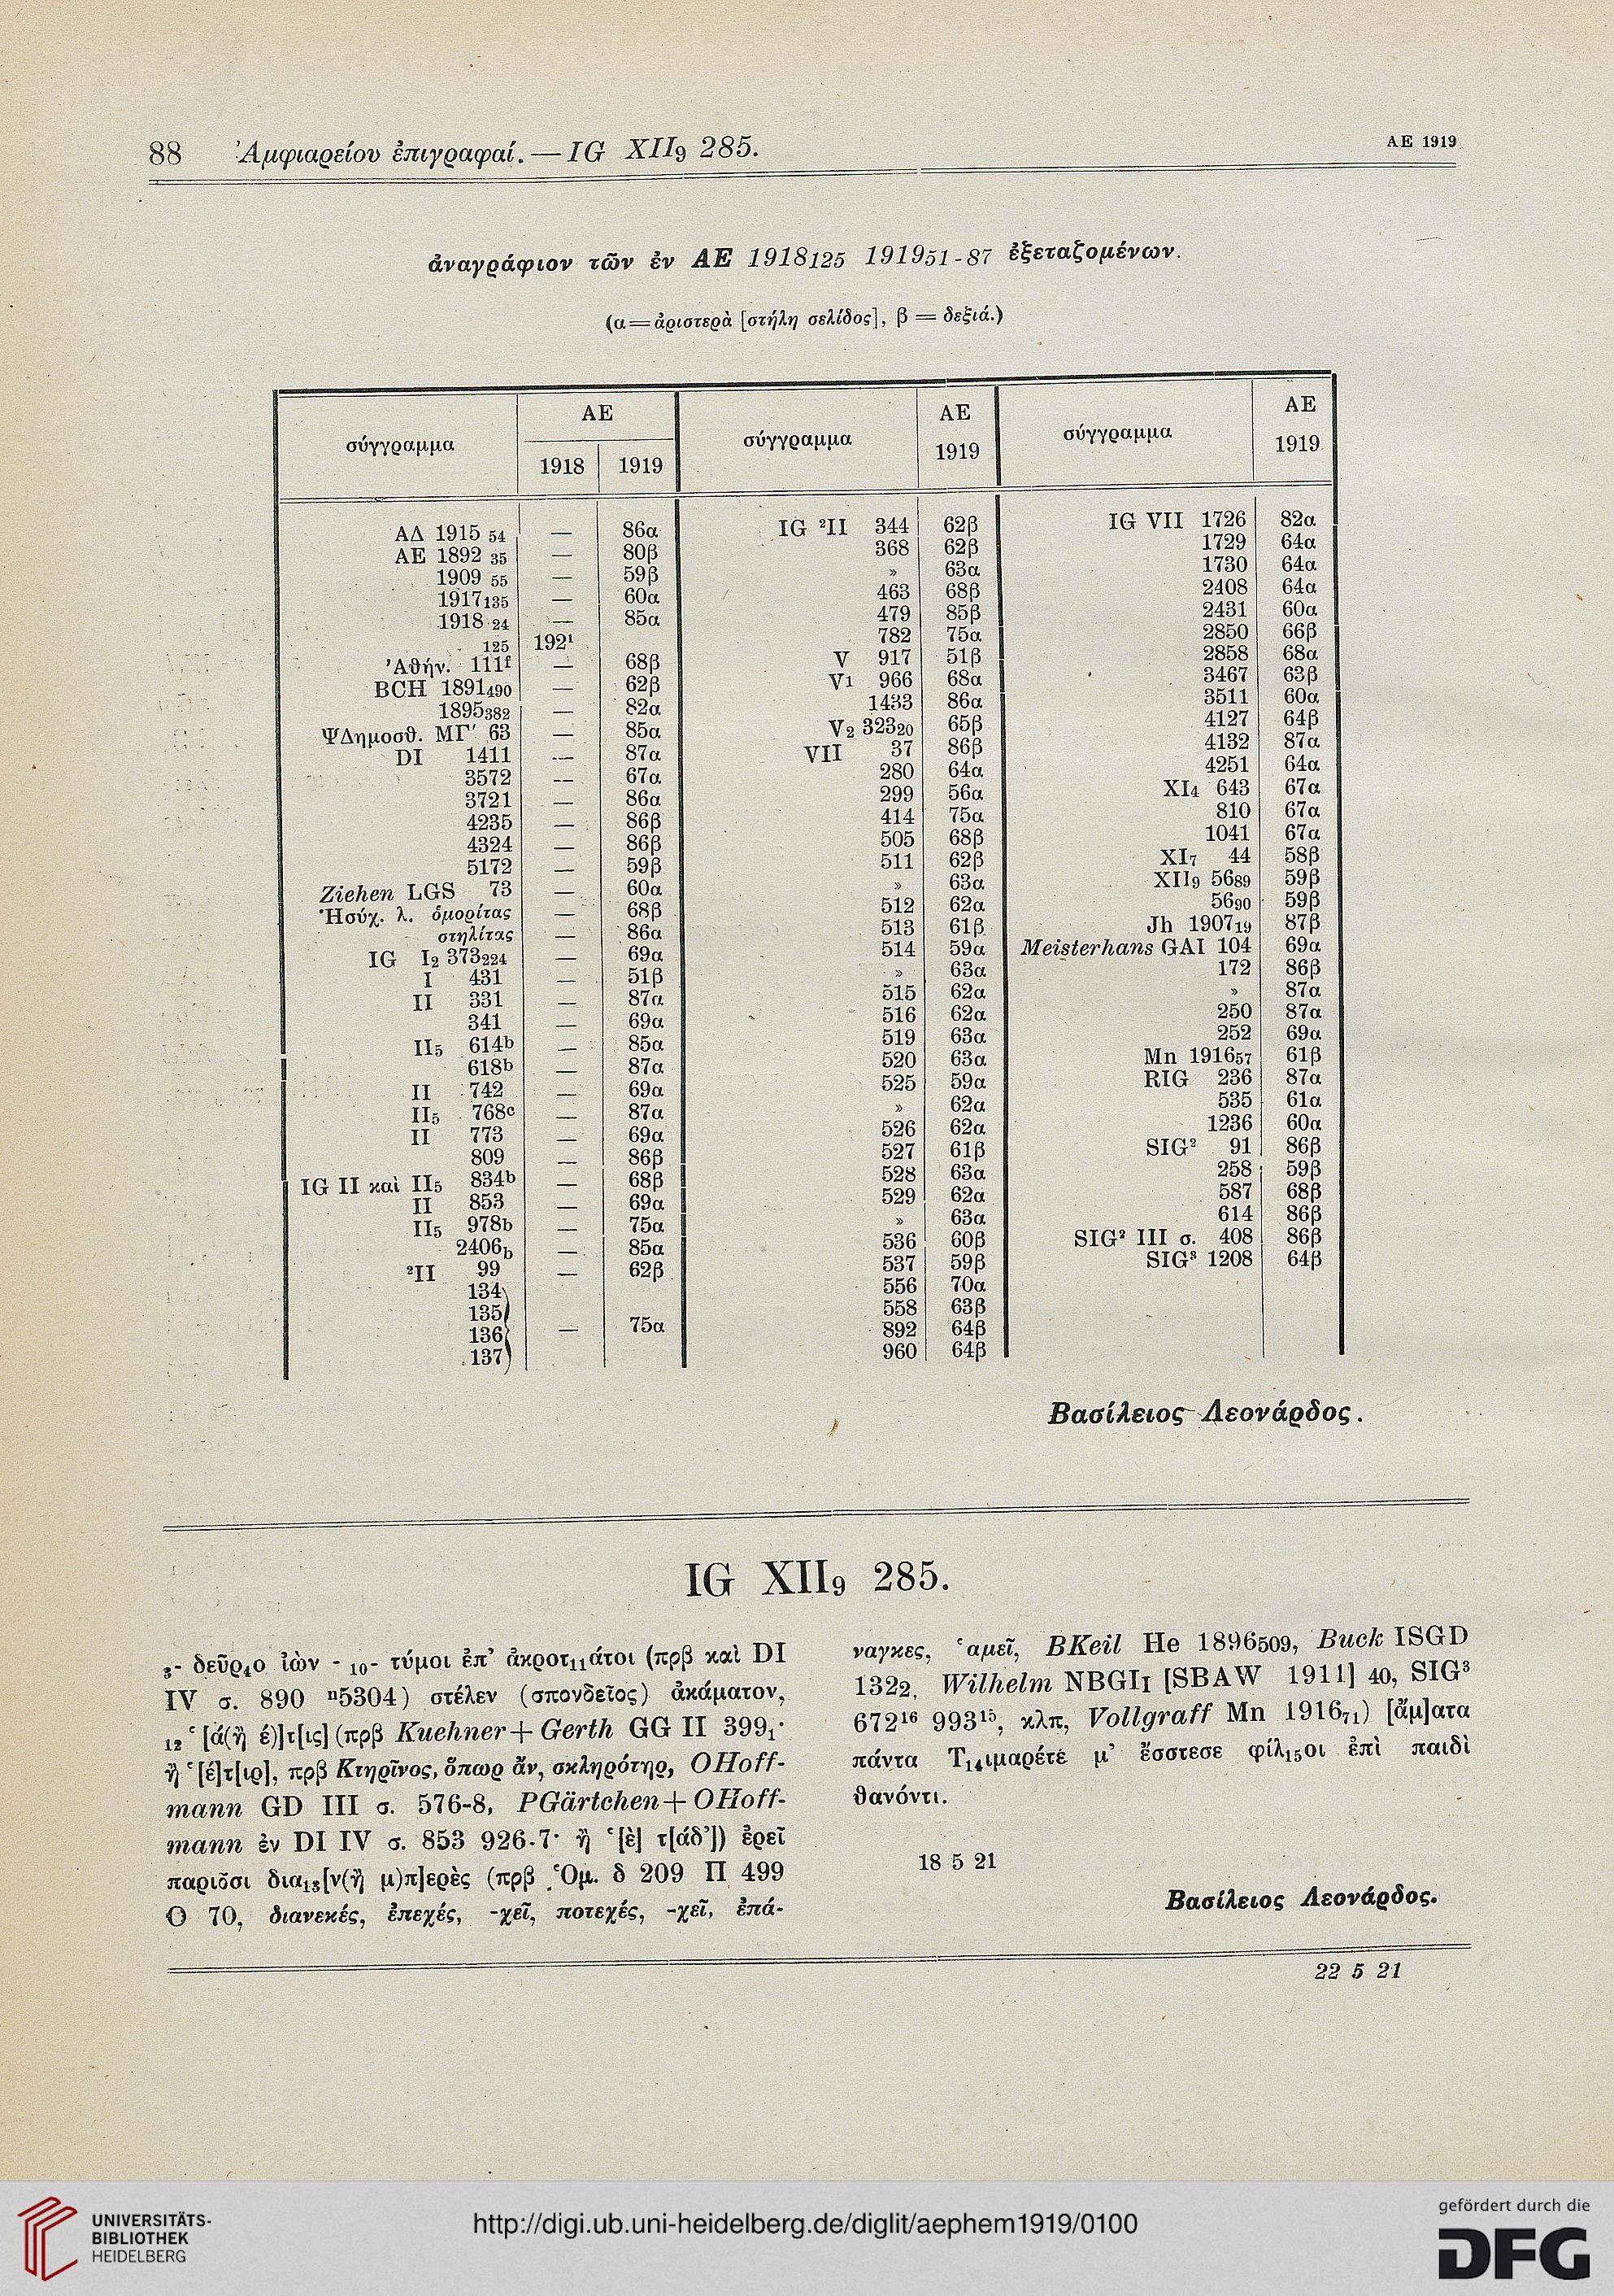 88 Ἀμφιαρείου ἐπιγραφαί. — IG XII9 285. AE 1919
ἀναγράφιον τῶν ἐν AE 1918125 191951-87 ἐξεταζομένων.
(α = ἀριστερὰ [στήλη σελίδος], β = δεξιά.)
σύγγραμμα AE 1918 1919 σύγγραμμα AE 1919 σύγγραμμα AE 1919
ΑΔ 1915 54 — 86α
ΑΕ 1892 35 — 80β
1909 55 — 59β
1917135 — 60α
1918 24 — 85α
125 192¹
Ἀθήν. 111f — 68β
BCH 1891490 — 62β
1895382 — 82α
ΨΔημοσθ. ΜΓ′ 63 — 85α
DI 1411 — 87α
3572 — 67α
3721 — 86α
4235 — 86β
4324 — 86β
5172 — 59β
Ziehen LGS 73 — 60α
Ἡσύχ. λ. ὁμορίτας — 68β
στηλίτας — 86α
IG I2 373224 — 69α
I 431 — 51β
II 331 — 87α
341 — 69α
II5 614b — 85α
618b — 87α
II 742 — 69α
II5 768c — 87α
II 773 — 69α
809 — 86β
IG II καὶ II5 834b — 68β
II 853 — 69α
II5 978b — 75α
2406b — 85α
²II 99 — 62β
134
135
136 — 75α
137
IG ²II 344 62β
368 62β
» 63α
463 68β
479 85β
782 75α
V 917 51β
V1 966 68α
1433 86α
V2 32320 65β
VII 37 86β
280 64α
299 56α
414 75α
505 68β
511 62β
» 63α
512 62α
513 61β
514 59α
» 63α
515 62α
516 62α
519 63α
520 63α
525 59α
» 62α
526 62α
527 61β
528 63α
529 62α
» 63α
536 60β
537 59β
556 70α
558 63β
892 64β
960 64β
IG VII 1726 82α
1729 64α
1730 64α
2408 64α
2431 60α
2850 66β
2858 68α
3467 63β
3511 60α
4127 64β
4132 87α
4251 64α
XI4 643 67α
810 67α
1041 67α
XI7 44 58β
XII9 5689 59β
5690 59β
Jh 190719 87β
Meisterhans GAI 104 69α
172 86β
» 87α
250 87α
252 69α
Mn 191657 61β
RIG 236 87α
535 61α
1236 60α
SIG² 91 86β
258 59β
587 68β
614 86β
SIG² III σ. 408 86β
SIG³ 1208 64β
Βασίλειος Λεονάρδος.
IG XII9 285.
3- δεῦρ4ο ἰὼν - 10- τύμοι ἐπ’ ἀκροτ11άτοι (πρβ καὶ DI
IV σ. 890 n5304) στέλεν (σπονδεῖος) ἀκάματον,
12 ‘[ά(ἢ έ)]τ[ις] (πρβ Kuehner + Gerth GG II 3991·
ἢ ‘[έ]τ[ιρ], πρβ Κτηρῖνος, ὅπωρ ἄν, σκληρότηρ, OHoff-
mann GD III σ. 576-8, PGärtchen + OHoff-
mann ἐν DI IV σ. 853 926-7· ἢ ‘[ὲ] τ[άδ’]) ἐρεῖ
παριõσι δια13[ν(ἢ μ)π]ερὲς (πρβ Ὁμ. δ 209 Π 499
Ο 70, διανεκές, ἐπεχές, -χεῖ, ποτεχές, -χεῖ, ἐπά-
ναγκες, ‘αμεῖ, BKeil He 1896509, Buck ISGD
1322, Wilhelm NBGI1 [SBAW 1911] 40, SIG³
672¹⁶ 993¹⁵, κλπ, Vollgraff Mn 191671) [ἄμ]ατα
πάντα Τ14ιμαρέτε μ’ ἔσστεσε φίλ15οι ἐπὶ παιδὶ
θανόντι.
18 5 21
Βασίλειος Λεονάρδος.
22 5 21
UNIVERSITÄTS-
BIBLIOTHEK
HEIDELBERG
http://digi.ub.uni-heidelberg.de/diglit/aephem1919/0100
gefördert durch die
DFG